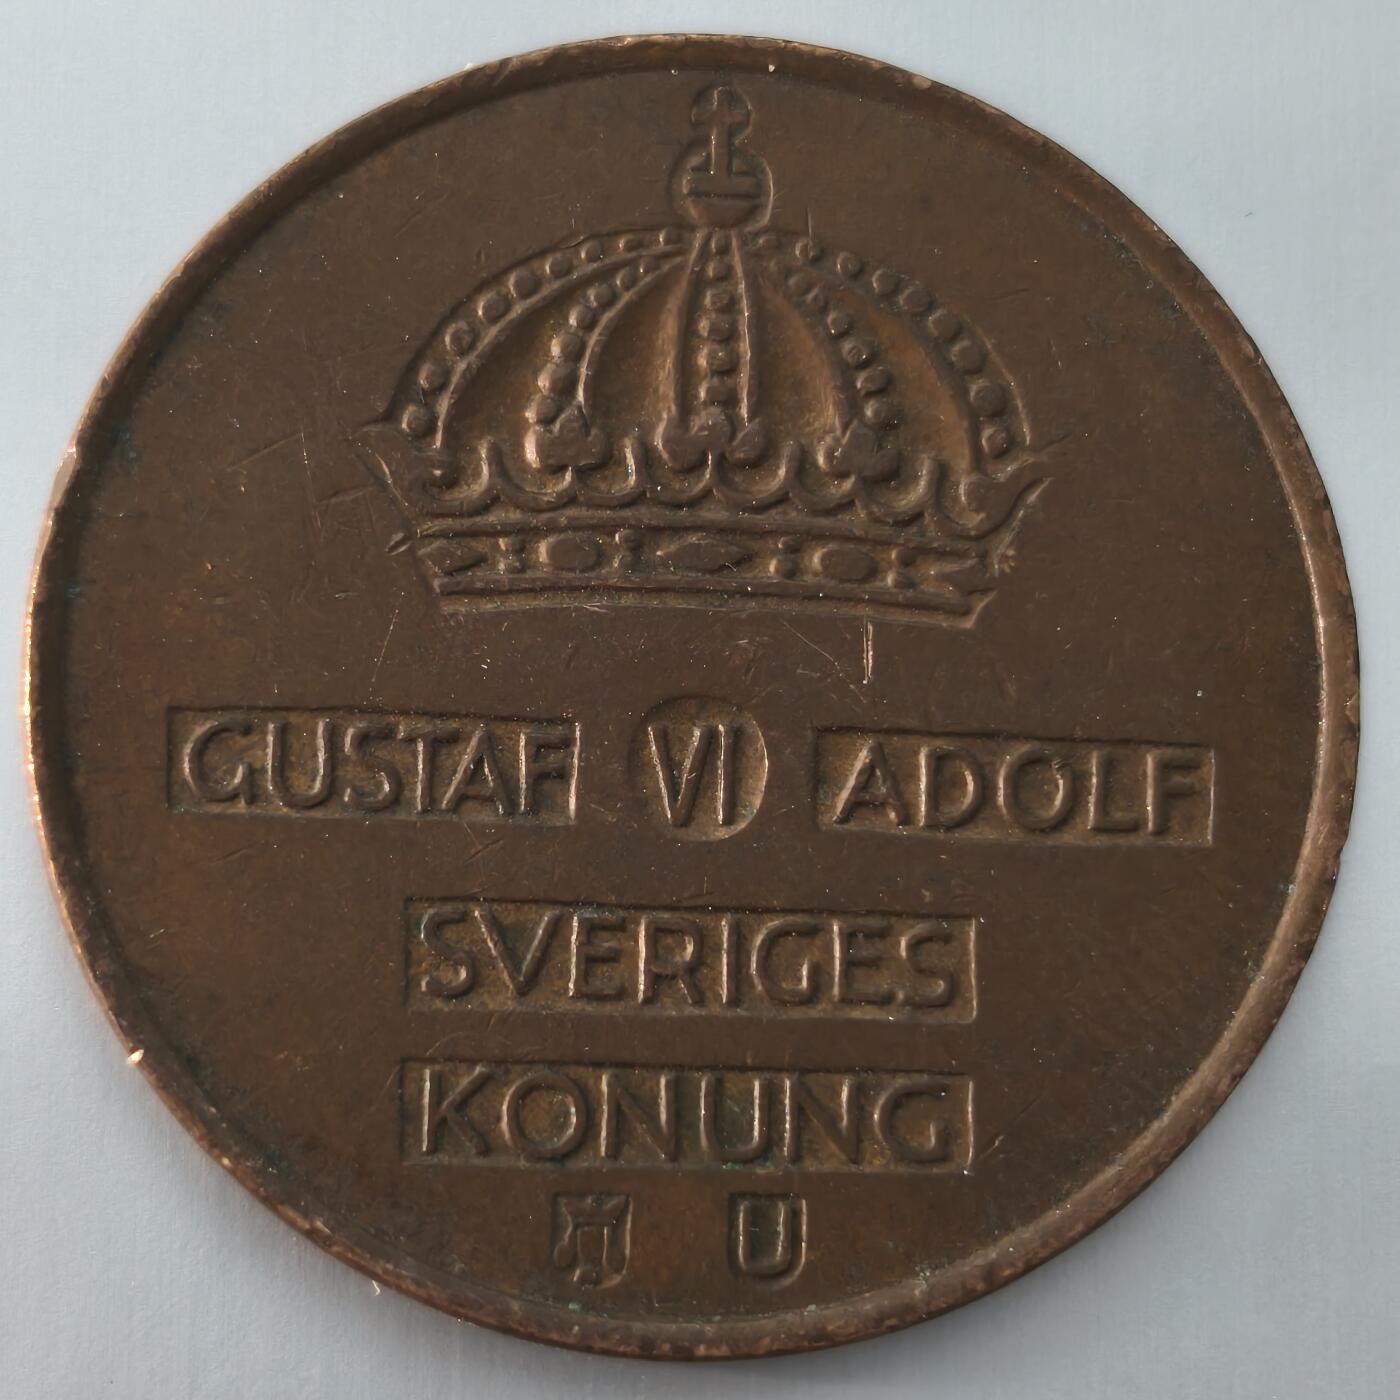 GUSTAF VI ADOLF
SVERIGES
KONUNG
U